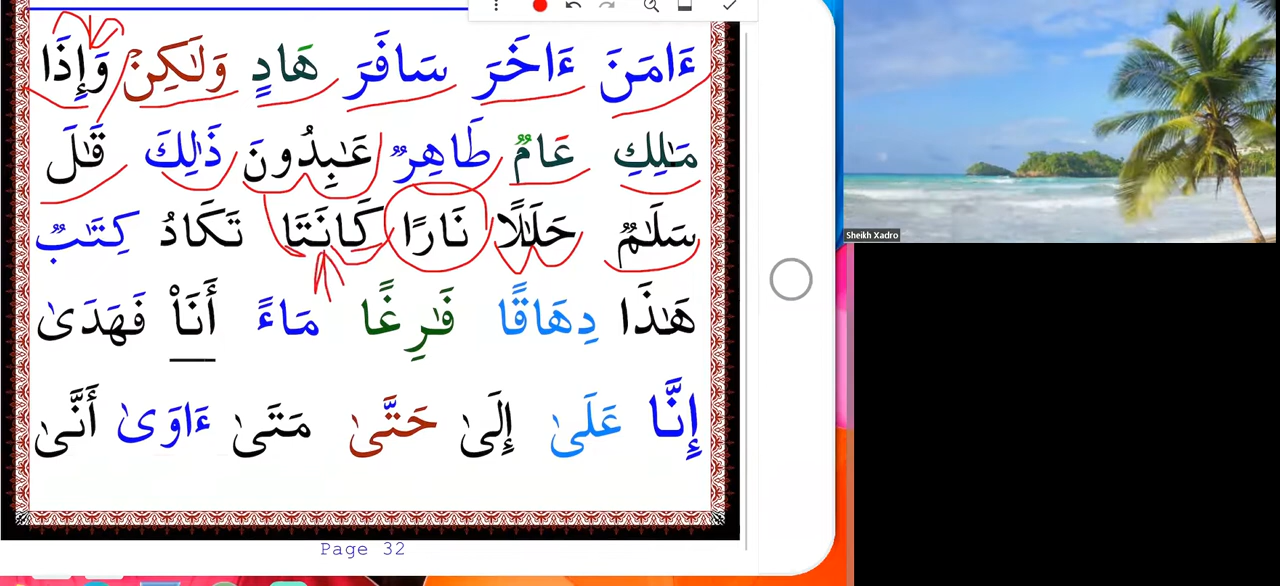 ءَامَنَ ءَاخَرَ سَافَرَ هَادٍ وَلَٰكِنْ وَإِذَا
مَٰلِكِ عَامٌ طَاهِرٌ عَٰبِدُونَ ذَٰلِكَ قَٰلَ
سَلَٰمٌ حَلَٰلًا نَارًا كَانَتَا تَكَادُ كِتَٰبٌ
هَٰذَا دِهَاقًا فَٰرِغًا مَاءً أَنَا۠ فَهَدَىٰ
إِنَّا عَلَىٰ إِلَىٰ حَتَّىٰ مَتَىٰ ءَاوَىٰ أَنَّىٰ
Page 32
Sheikh Xadro